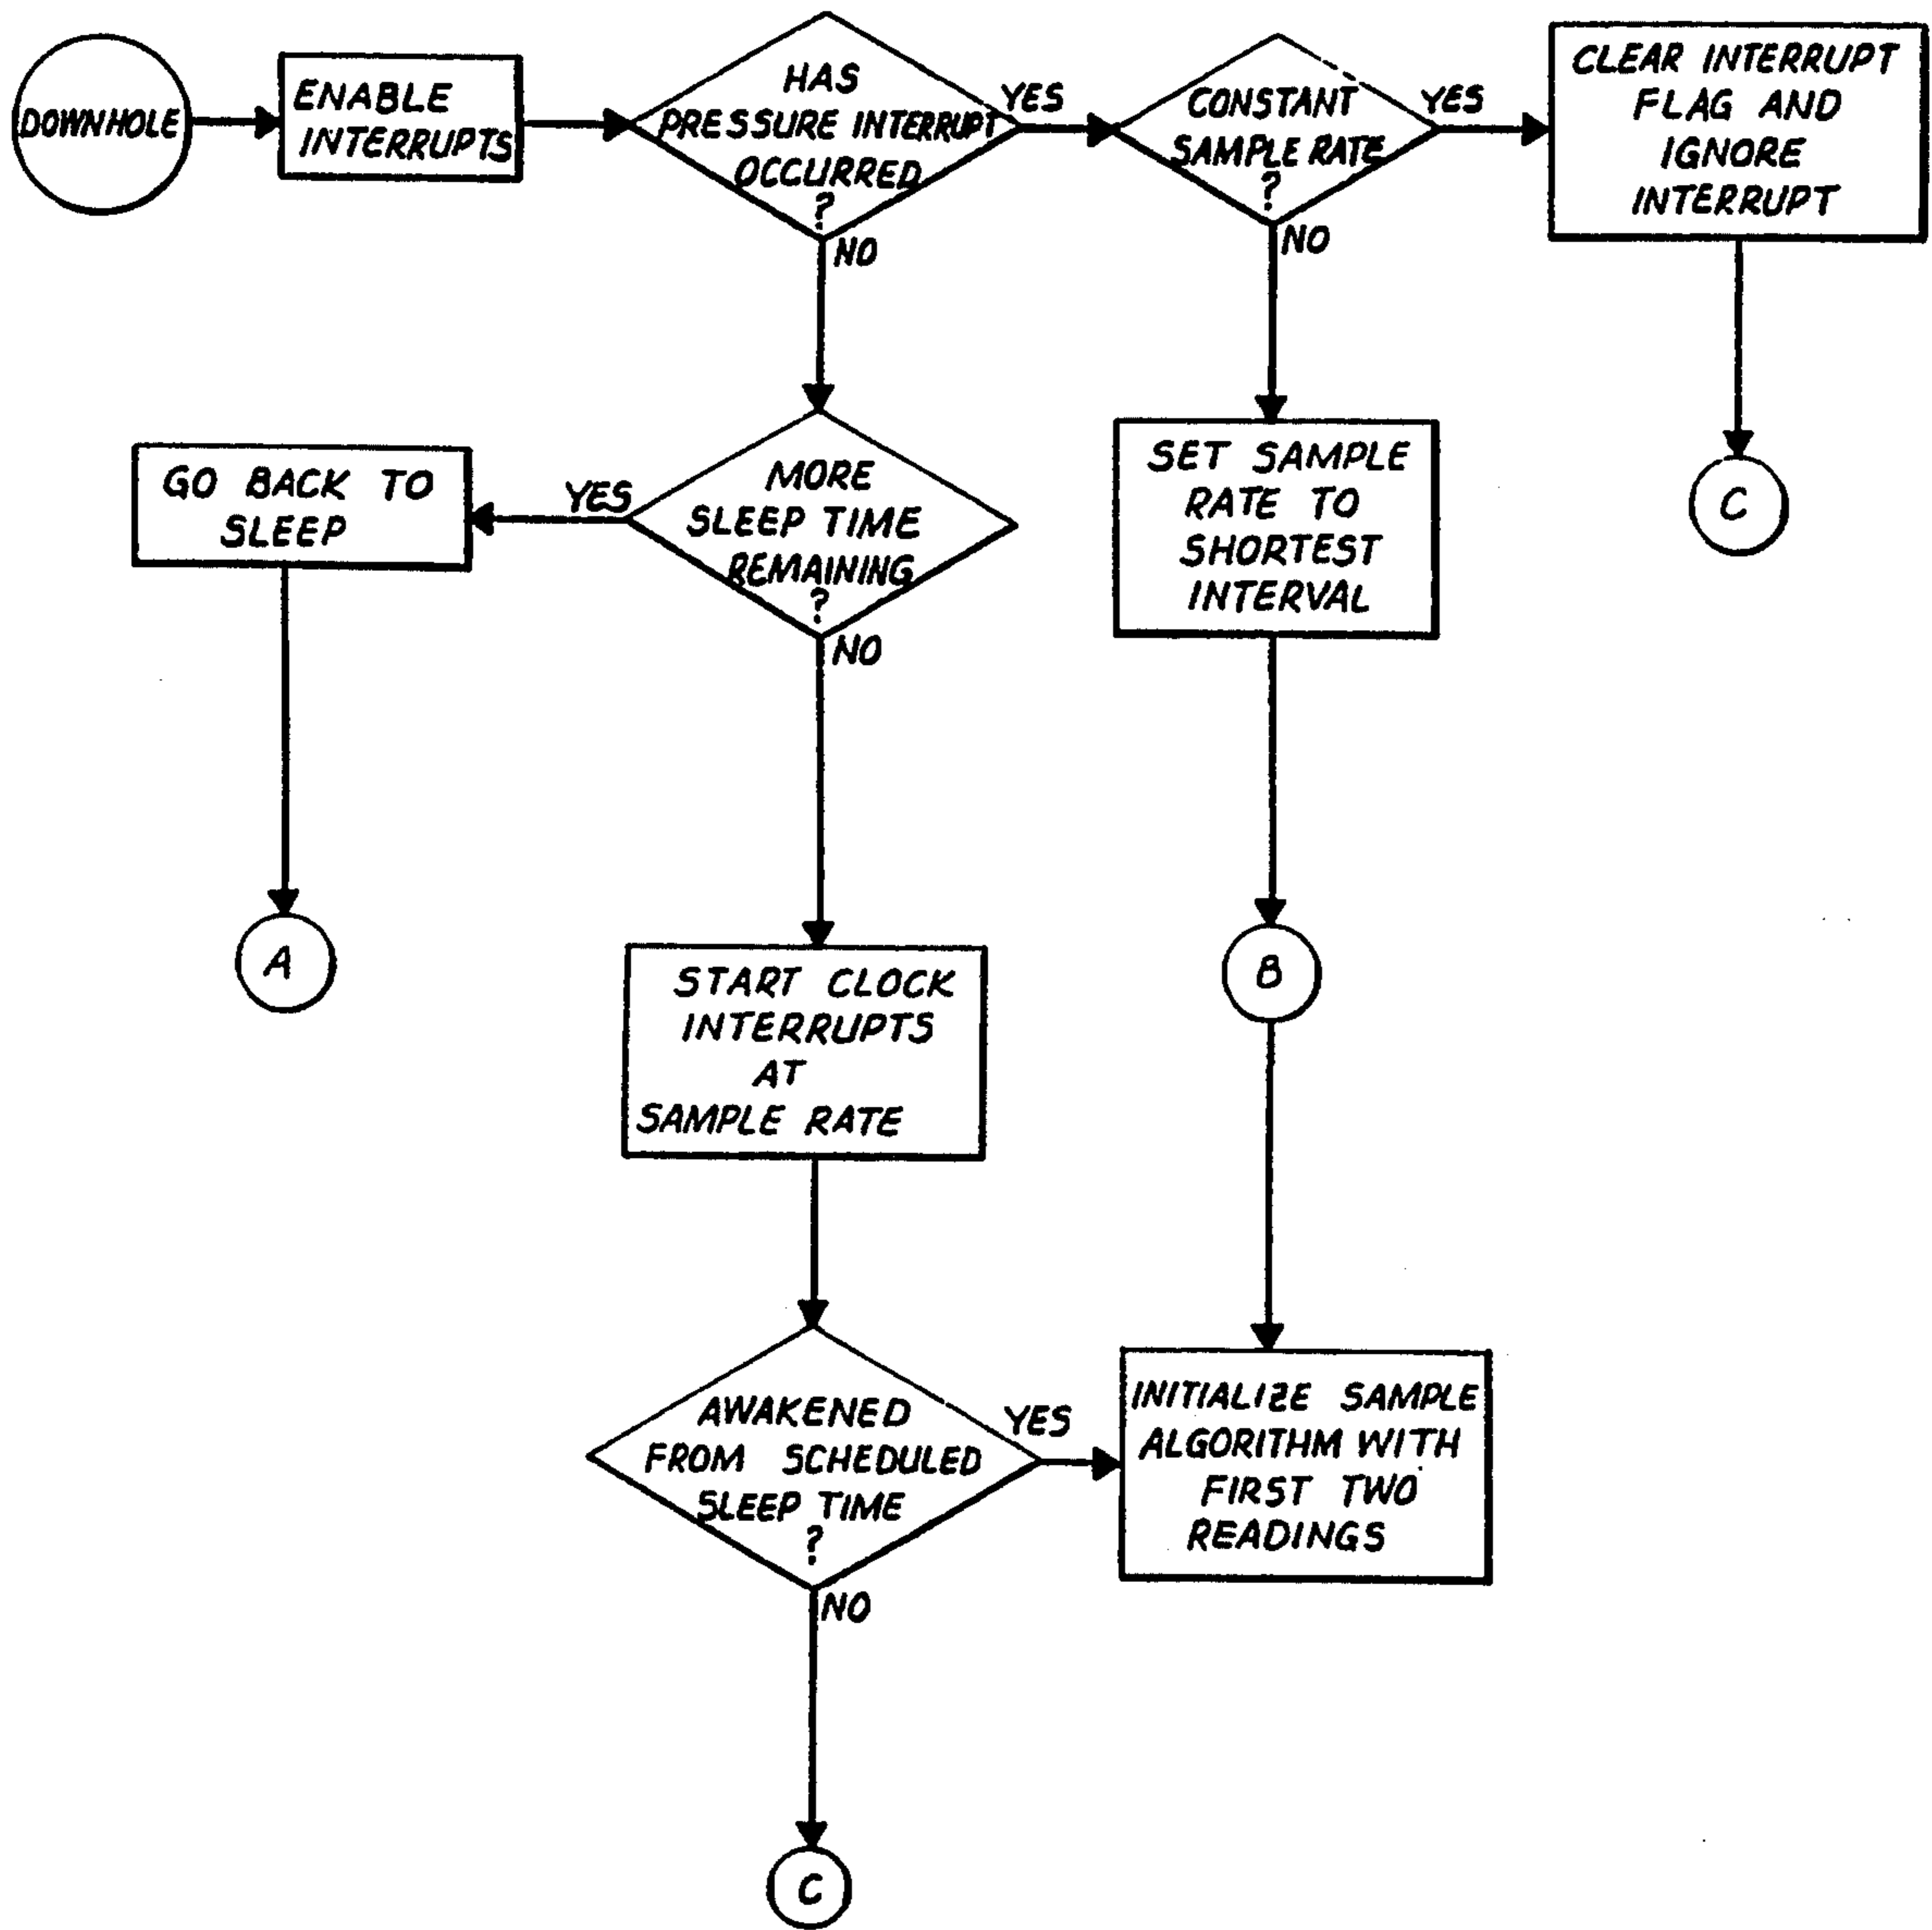 DOWNHOLE
ENABLE
INTERRUPTS
HAS
PRESSURE INTERRUPT
OCCURRED
?
YES
NO
CONSTANT
SAMPLE RATE
?
YES
NO
CLEAR INTERRUPT
FLAG AND
IGNORE
INTERRUPT
C
GO BACK TO
SLEEP
YES
MORE
SLEEP TIME
REMAINING
?
NO
SET SAMPLE
RATE TO
SHORTEST
INTERVAL
A
B
START CLOCK
INTERRUPTS
AT
SAMPLE RATE
AWAKENED
FROM SCHEDULED
SLEEP TIME
?
YES
NO
INITIALIZE SAMPLE
ALGORITHM WITH
FIRST TWO
READINGS
C